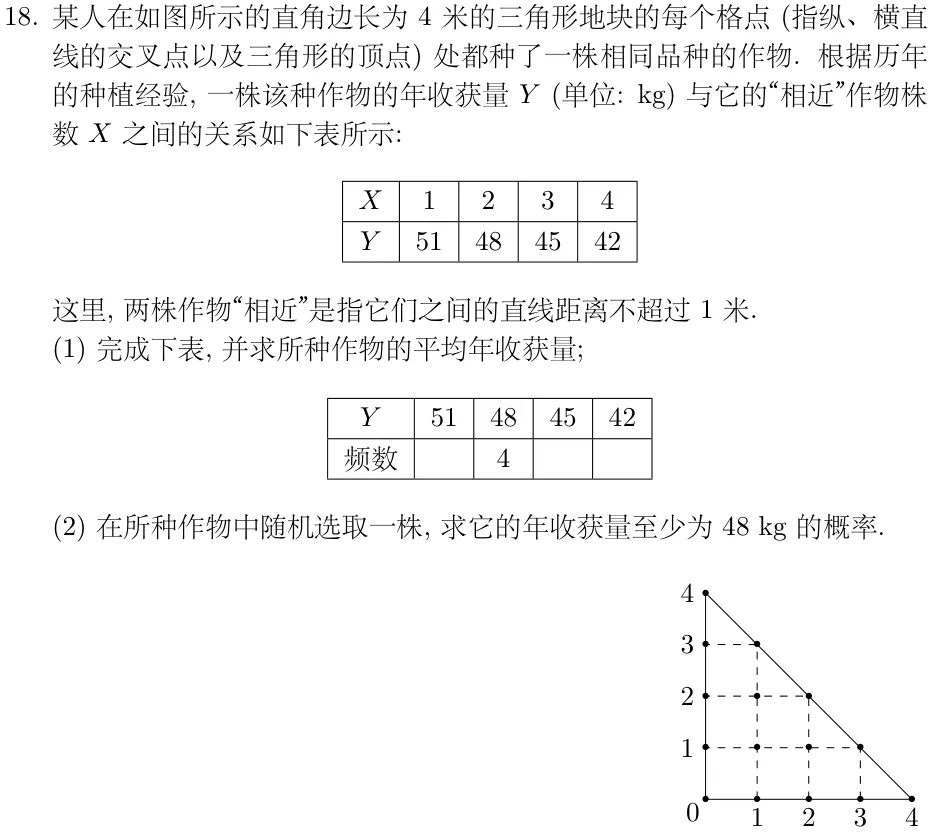 18. 某人在如图所示的直角边长为 4 米的三角形地块的每个格点 (指纵、横直
线的交叉点以及三角形的顶点) 处都种了一株相同品种的作物. 根据历年
的种植经验, 一株该种作物的年收获量 Y (单位: kg) 与它的“相近”作物株
数 X 之间的关系如下表所示:
X 1 2 3 4
Y 51 48 45 42
这里, 两株作物“相近”是指它们之间的直线距离不超过 1 米.
(1) 完成下表, 并求所种作物的平均年收获量;
Y 51 48 45 42
频数 4
(2) 在所种作物中随机选取一株, 求它的年收获量至少为 48 kg 的概率.
4
3
2
1
0 1 2 3 4